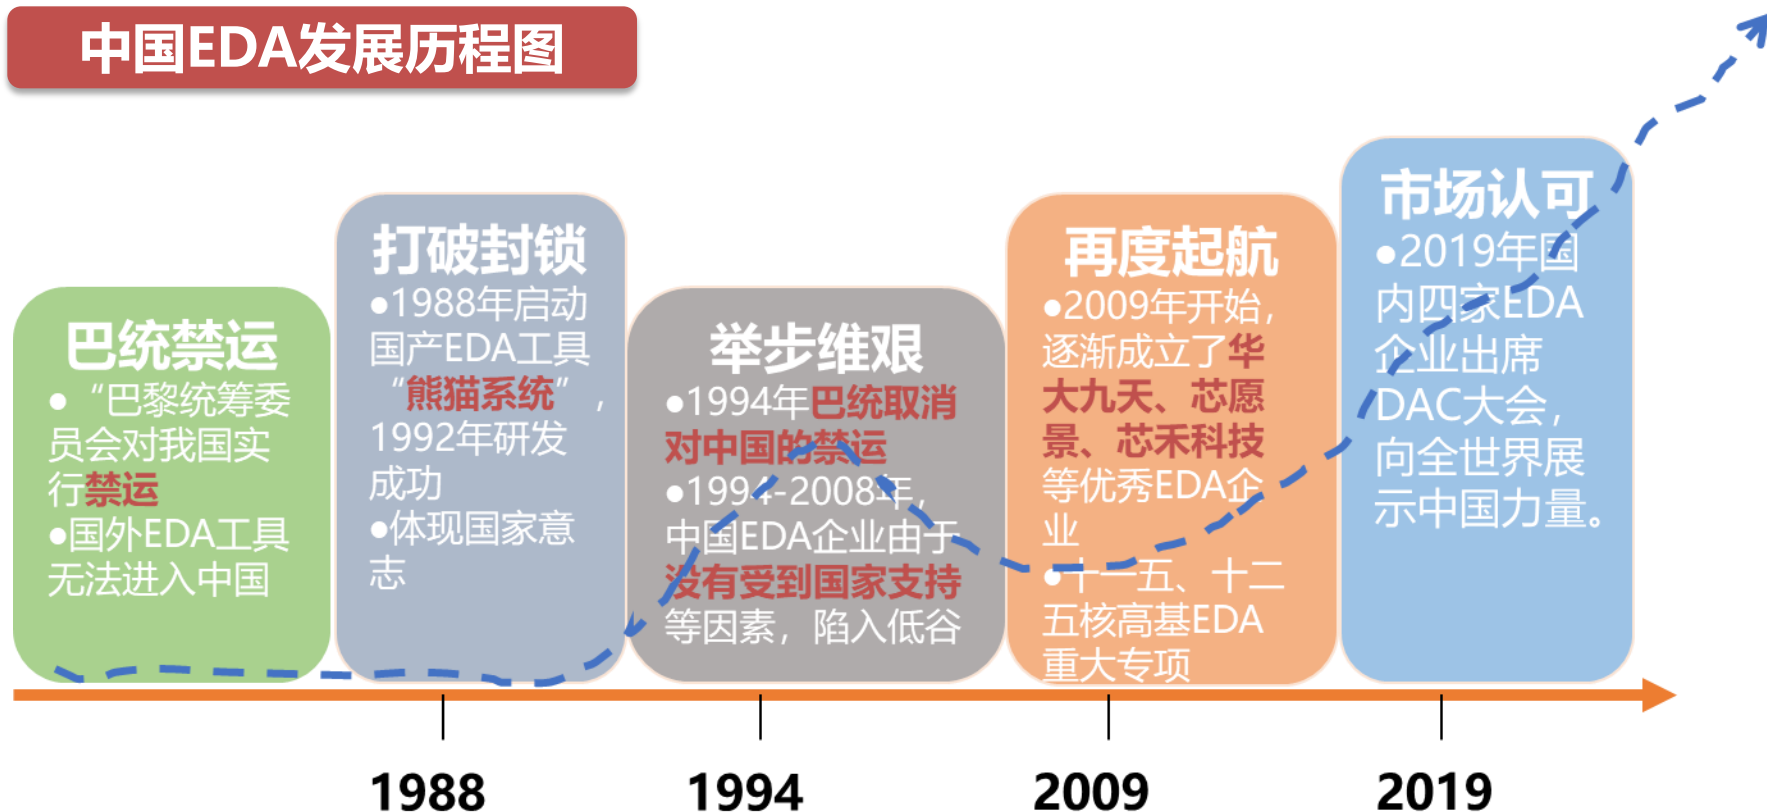 中国EDA发展历程图
巴统禁运
●“巴黎统筹委
员会对我国实
行禁运
●国外EDA工具
无法进入中国
打破封锁
●1988年启动
国产EDA工具
“熊猫系统”，
1992年研发
成功
●体现国家意
志
举步维艰
●1994年巴统取消
对中国的禁运
●1994-2008年，
中国EDA企业由于
没有受到国家支持
等因素，陷入低谷
再度起航
●2009年开始，
逐渐成立了华
大九天、芯愿
景、芯禾科技
等优秀EDA企
业
●十一五、十二
五核高基EDA
重大专项
市场认可
●2019年国
内四家EDA
企业出席
DAC大会，
向全世界展
示中国力量。
1988
1994
2009
2019